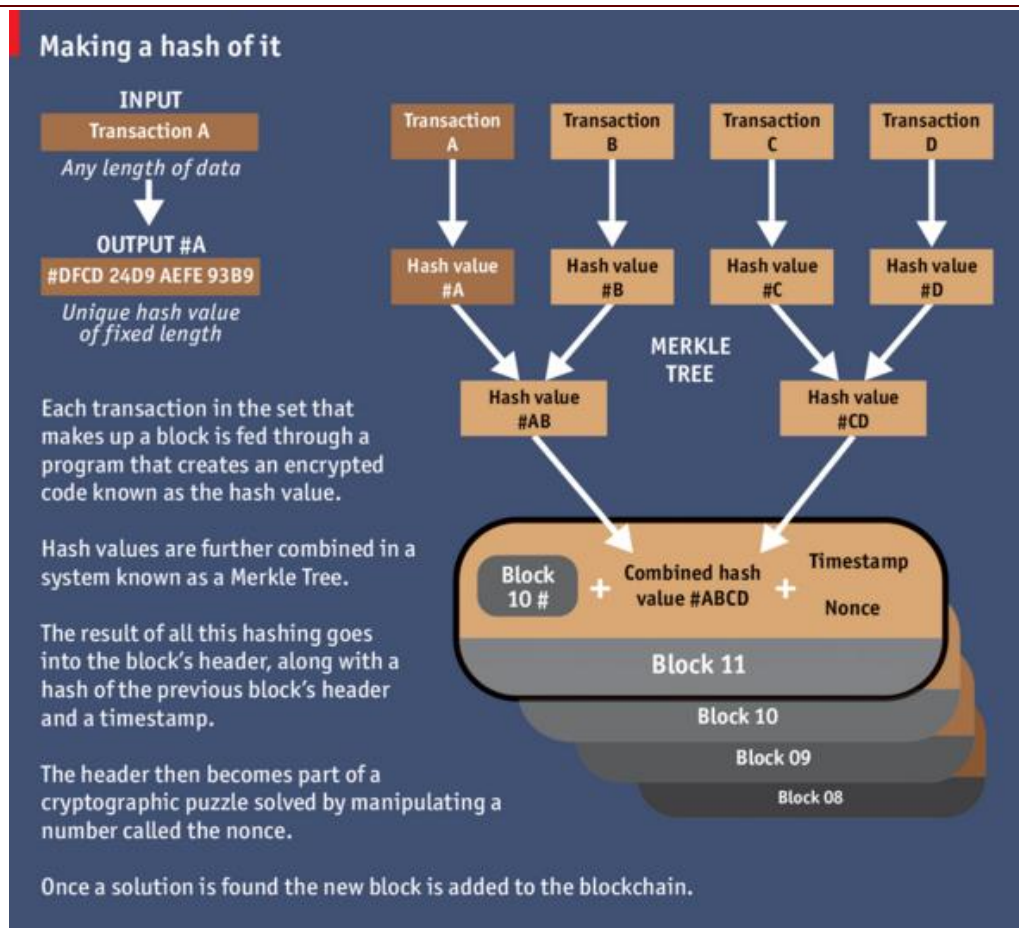 Making a hash of it
INPUT
Transaction A
Any length of data
OUTPUT #A
#DFCD 24D9 AEFE 93B9
Unique hash value
of fixed length
Each transaction in the set that
makes up a block is fed through a
program that creates an encrypted
code known as the hash value.
Hash values are further combined in a
system known as a Merkle Tree.
The result of all this hashing goes
into the block's header, along with a
hash of the previous block's header
and a timestamp.
The header then becomes part of a
cryptographic puzzle solved by manipulating a
number called the nonce.
Once a solution is found the new block is added to the blockchain.
Transaction
A
Transaction
B
Transaction
C
Transaction
D
Hash value
#A
Hash value
#B
Hash value
#C
Hash value
#D
MERKLE
TREE
Hash value
#AB
Hash value
#CD
Block
10 #
+
Combined hash
value #ABCD
+
Timestamp
Nonce
Block 11
Block 10
Block 09
Block 08